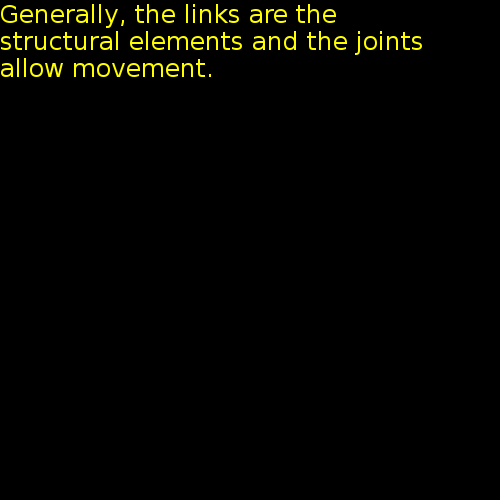 Generally, the links are the
structural elements and the joints
allow movement.